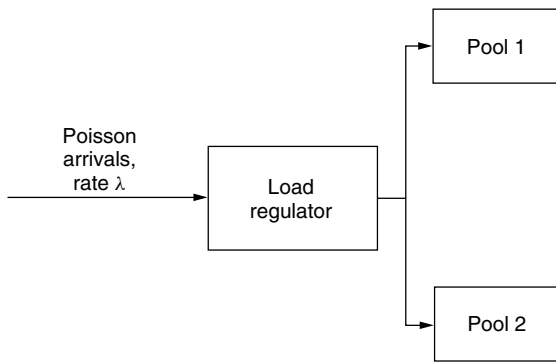 Pool 1
Poisson
arrivals,
rate λ
Load
regulator
Pool 2